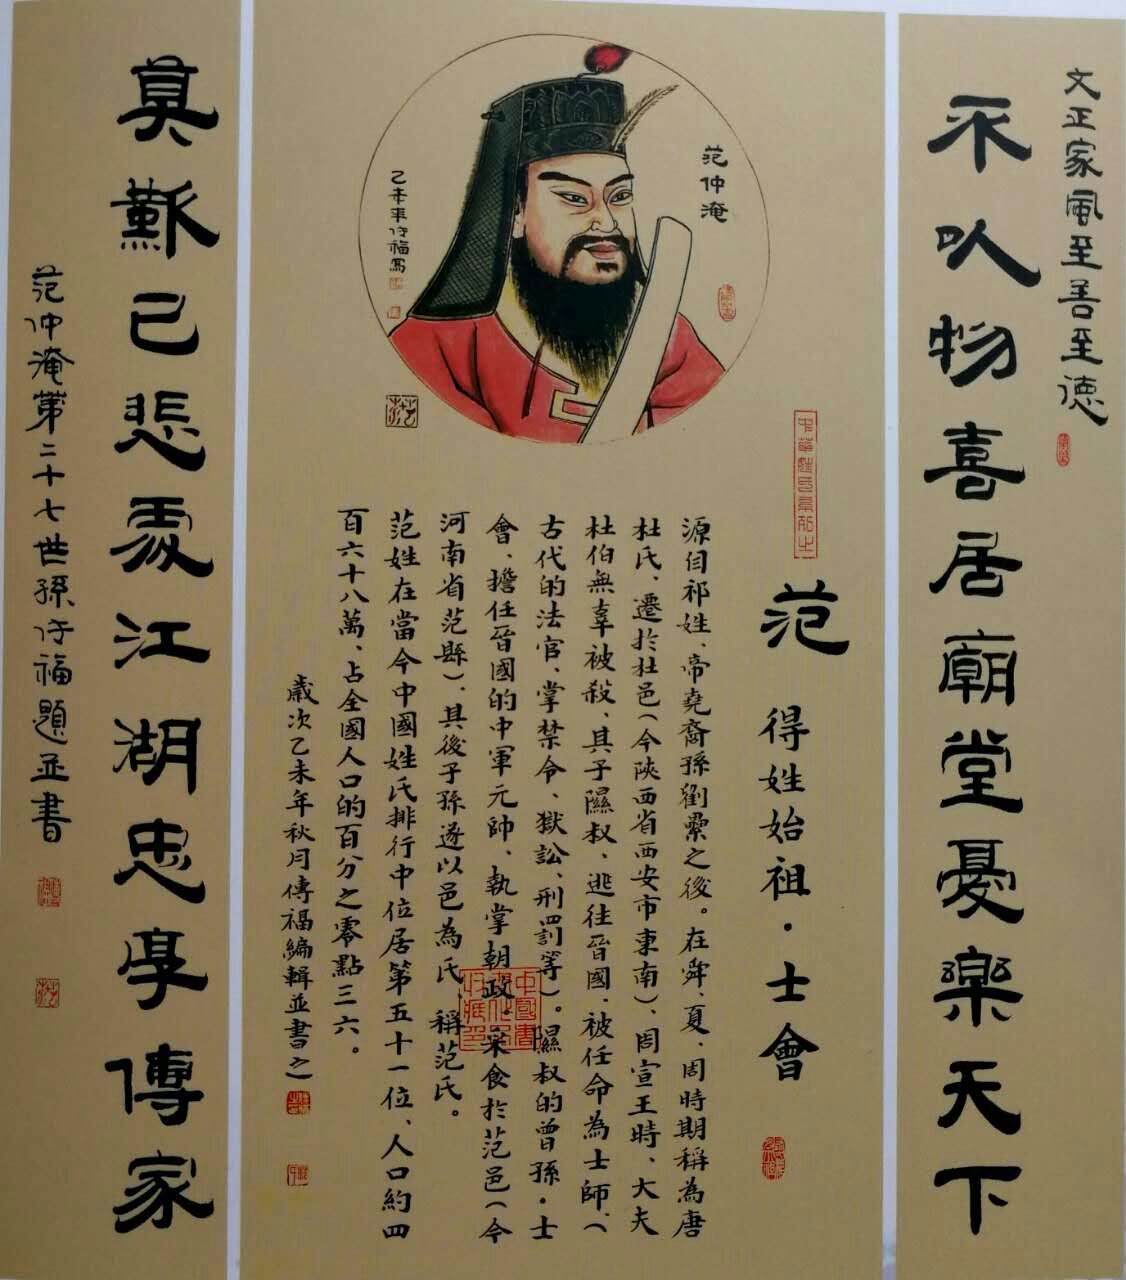 文正家風至善至德
不以物喜居廟堂憂樂天下
范仲淹
乙未年伝福寫
范
得姓始祖·士會
源自祁姓、帝堯裔孫劉纍之後。在舜、夏、周時期稱為唐
杜氏、遷於杜邑(今陝西省西安市東南)、周宣王時、大夫
杜伯無辜被殺、其子隰叔、逃往晉國、被任命為士師、(
古代的法官、掌禁令、獄訟、刑罰等)。隰叔的曾孫·士
會、擔任晉國的中軍元帥、執掌朝政、采食於范邑(今
河南省范縣)、其後子孫遂以邑為氏、稱范氏。
范姓在當今中國姓氏排行中位居第五十一位、人口約四
百六十八萬、占全國人口的百分之零點三六。
歲次乙未年秋月傳福編輯並書之
莫歎己悲處江湖忠厚傳家
范仲淹第二十七世孫伝福題並書